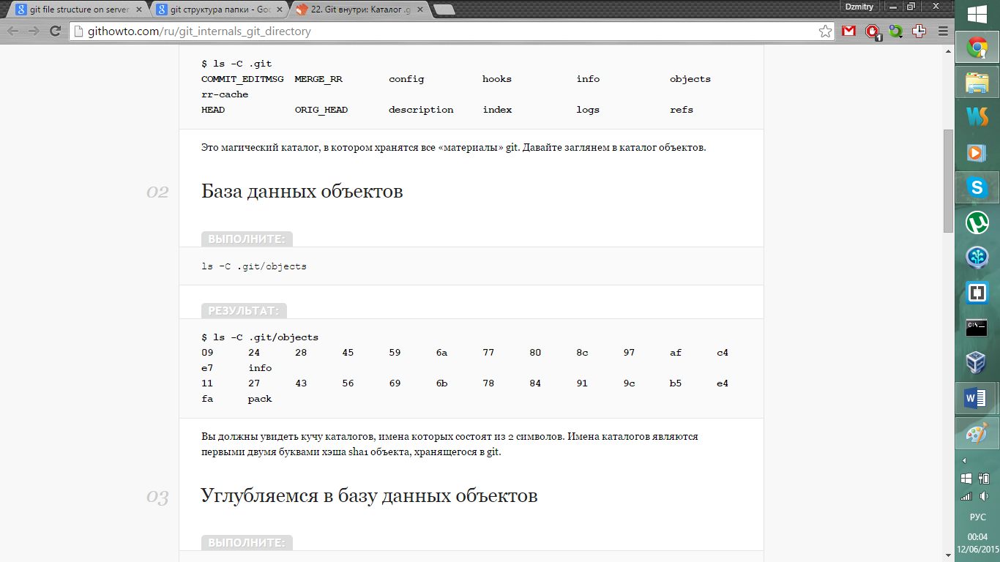 git file structure on server
git структура папки - Goo
22. Git внутри: Каталог .g
Dzmitry
githowto.com/ru/git_internals_git_directory
1
$ ls -C .git
COMMIT_EDITMSG MERGE_RR config hooks info objects
rr-cache
HEAD ORIG_HEAD description index logs refs
Это магический каталог, в котором хранятся все «материалы» git. Давайте заглянем в каталог объектов.
02
База данных объектов
ВЫПОЛНИТЕ:
ls -C .git/objects
РЕЗУЛЬТАТ:
$ ls -C .git/objects
09 24 28 45 59 6a 77 80 8c 97 af c4
e7 info
11 27 43 56 69 6b 78 84 91 9c b5 e4
fa pack
Вы должны увидеть кучу каталогов, имена которых состоят из 2 символов. Имена каталогов являются
первыми двумя буквами хэша sha1 объекта, хранящегося в git.
03
Углубляемся в базу данных объектов
ВЫПОЛНИТЕ:
РУС
00:04
12/06/2015